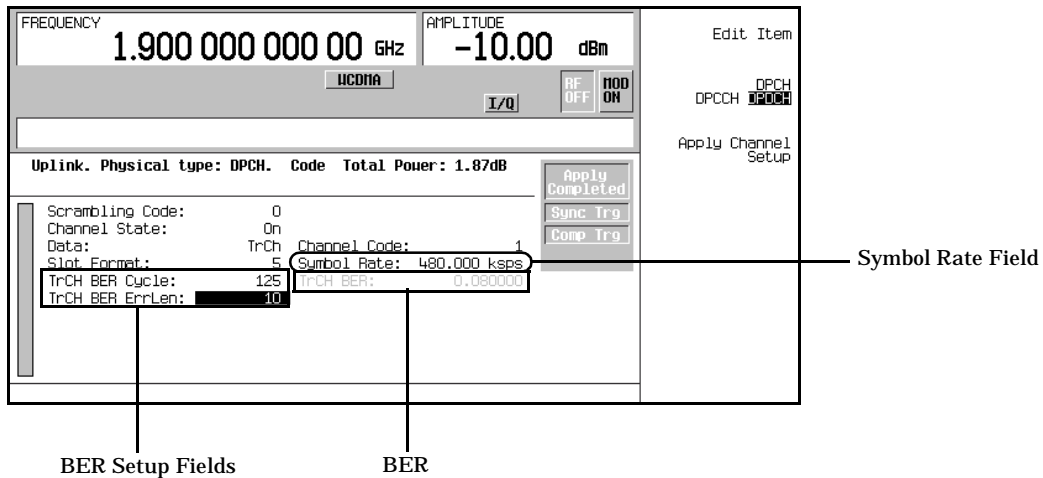 FREQUENCY
1.900 000 000 00 GHz
AMPLITUDE
-10.00 dBm
WCDMA
I/Q
RF OFF
MOD ON
Edit Item
DPCH
DPCCH DPDCH
Apply Channel Setup
Uplink. Physical type: DPCH. Code Total Power: 1.87dB
Apply Completed
Sync Trg
Comp Trg
Scrambling Code: 0
Channel State: On
Data: TrCh Channel Code: 1
Slot Format: 5 Symbol Rate: 480.000 ksps
TrCH BER Cycle: 125 TrCH BER: 0.080000
TrCH BER ErrLen: 10
Symbol Rate Field
BER Setup Fields
BER